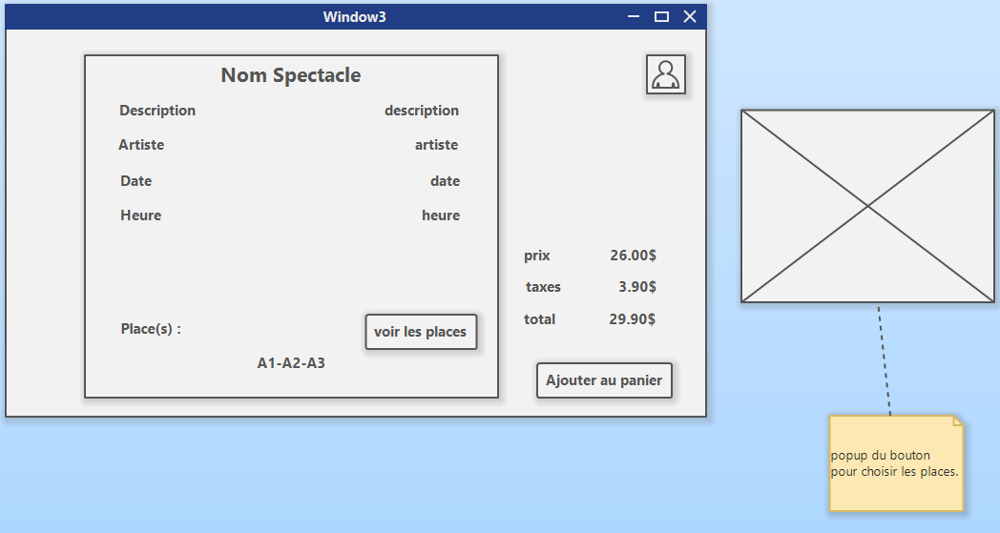 Window3
Nom Spectacle
Description description
Artiste artiste
Date date
Heure heure
Place(s) :
voir les places
A1-A2-A3
prix 26.00$
taxes 3.90$
total 29.90$
Ajouter au panier
popup du bouton
pour choisir les places.